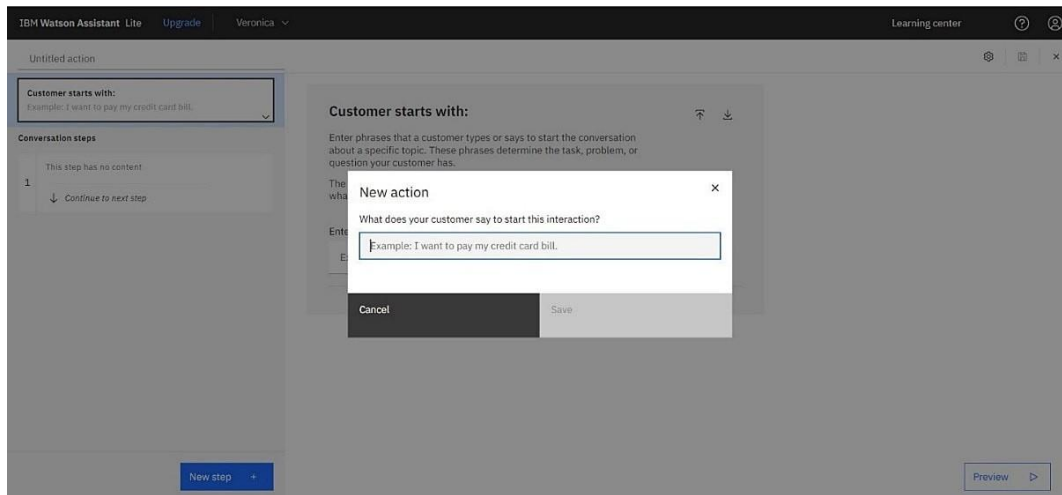 IBM Watson Assistant Lite Upgrade Veronica Learning center
Untitled action
Customer starts with:
Example: I want to pay my credit card bill.
Conversation steps
1
This step has no content
Continue to next step
New step +
Customer starts with:
Enter phrases that a customer types or says to start the conversation
about a specific topic. These phrases determine the task, problem, or
question your customer has.
The
wha
Ente
New action
What does your customer say to start this interaction?
Example: I want to pay my credit card bill.
Cancel Save
Preview